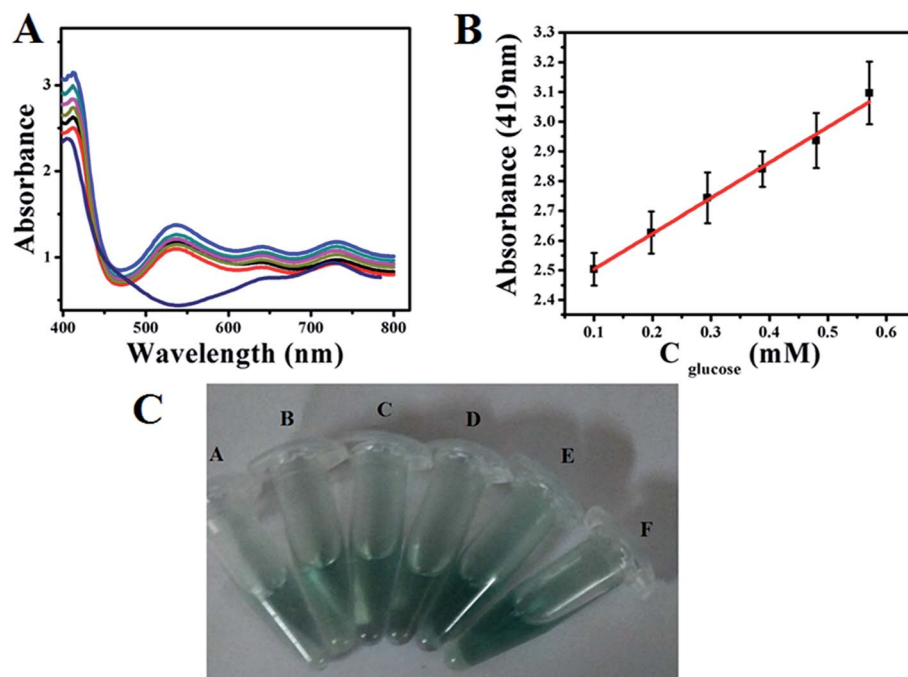 A
Absorbance
3
2
1
400 500 600 700 800
Wavelength (nm)
B
Absorbance (419nm)
3.3
3.2
3.1
3.0
2.9
2.8
2.7
2.6
2.5
2.4
0.1 0.2 0.3 0.4 0.5 0.6
C glucose (mM)
C
A B C D E F